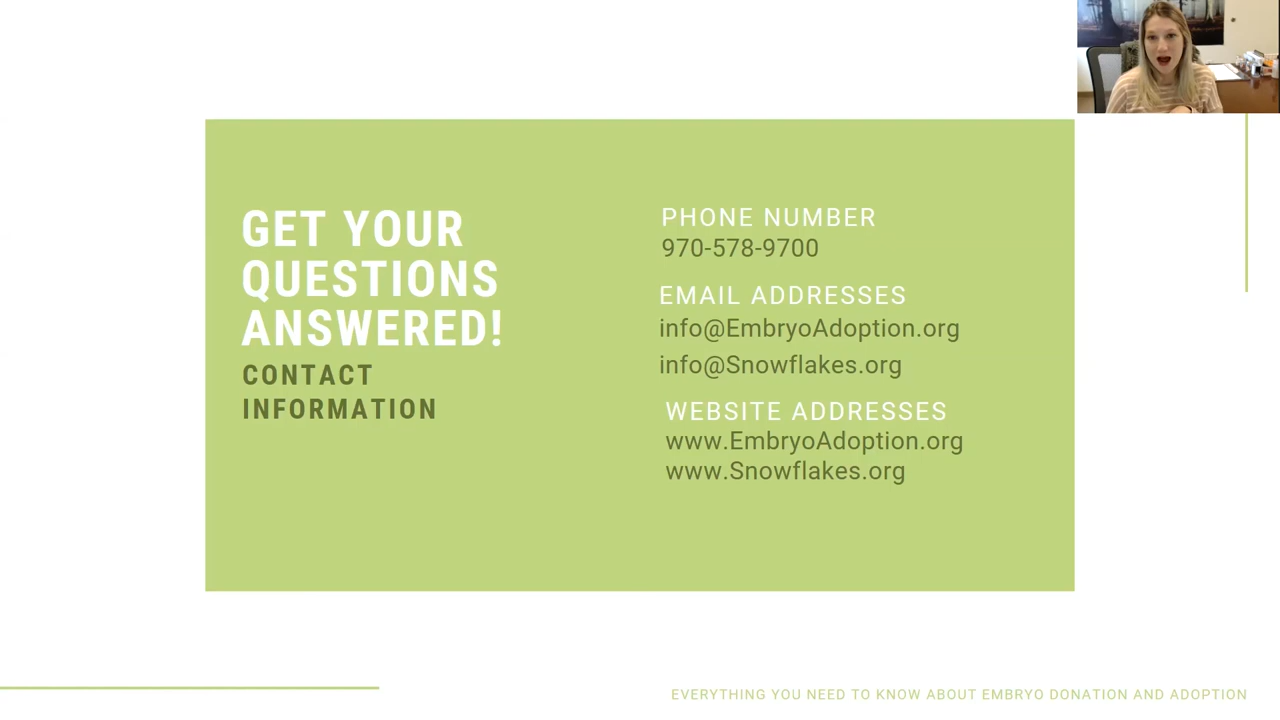 GET YOUR
QUESTIONS
ANSWERED!
CONTACT
INFORMATION
PHONE NUMBER
970-578-9700
EMAIL ADDRESSES
info@EmbryoAdoption.org
info@Snowflakes.org
WEBSITE ADDRESSES
www.EmbryoAdoption.org
www.Snowflakes.org
EVERYTHING YOU NEED TO KNOW ABOUT EMBRYO DONATION AND ADOPTION